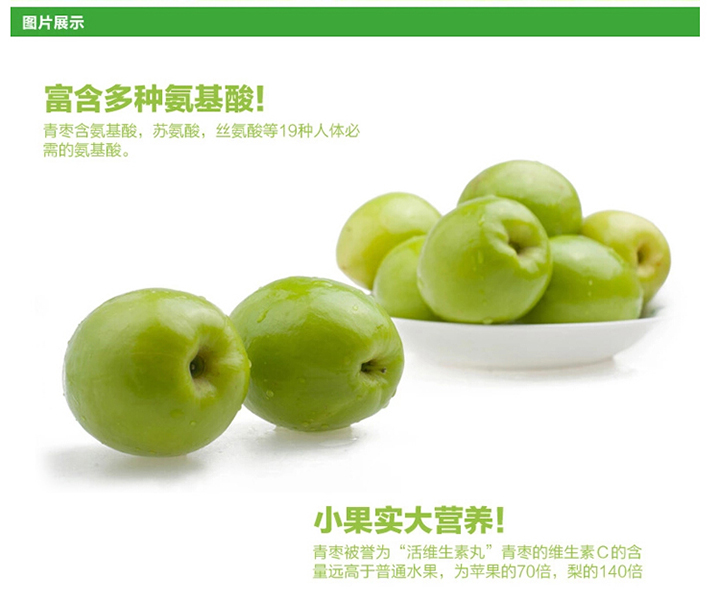 图片展示
富含多种氨基酸！
青枣含氨基酸，苏氨酸，丝氨酸等19种人体必
需的氨基酸。
小果实大营养！
青枣被誉为“活维生素丸”青枣的维生素C的含
量远高于普通水果，为苹果的70倍，梨的140倍